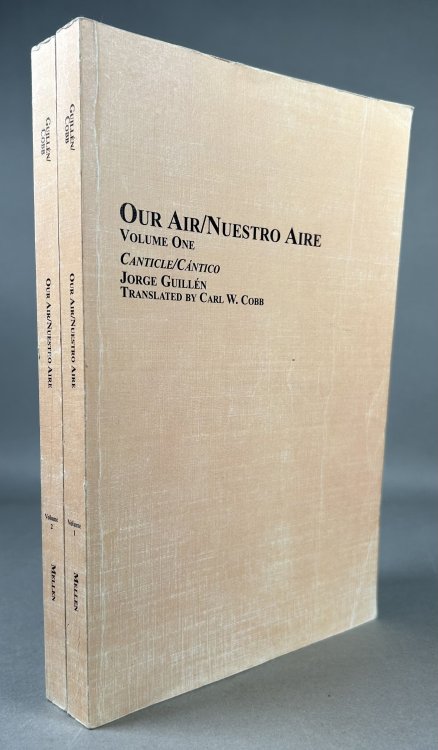 OUR AIR/NUESTRO AIRE
VOLUME ONE
CANTICLE/CÁNTICO
JORGE GUILLÉN
TRANSLATED BY CARL W. COBB
GUILLÉN/
COBB
OUR AIR/NUESTRO AIRE
Volume
2
MELLEN
GUILLÉN/
COBB
OUR AIR/NUESTRO AIRE
Volume
1
MELLEN